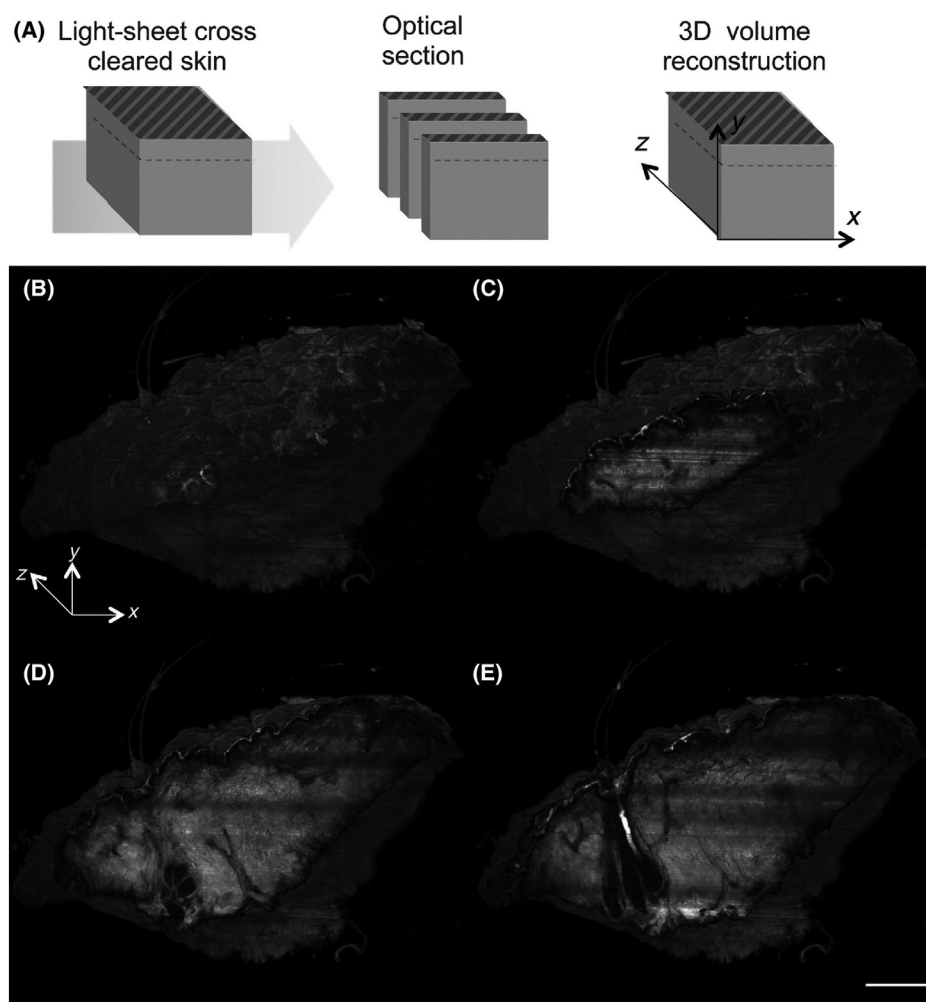 (A) Light-sheet cross
cleared skin
Optical
section
3D volume
reconstruction
y
z
x
(B)
(C)
y
z
x
(D)
(E)